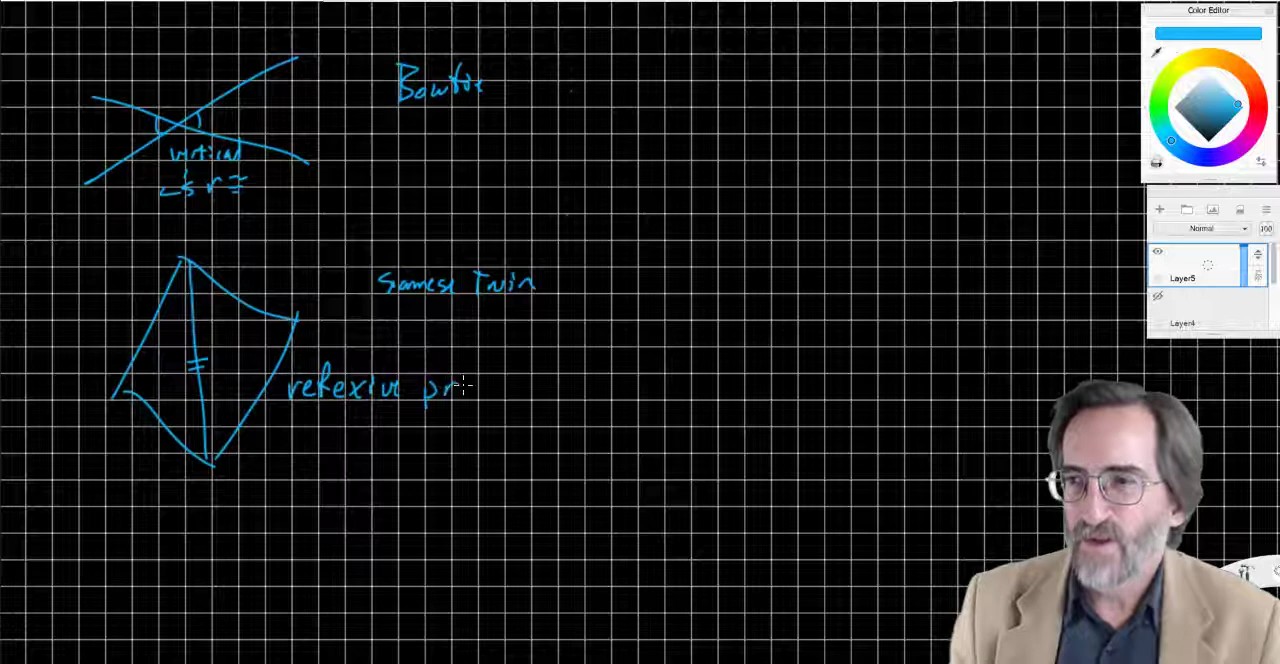 Color Editor
Bowtie
vertical
∠'s r ≅
Normal
100
Layer5
Siamese Twin
Layer4
reflexive pr